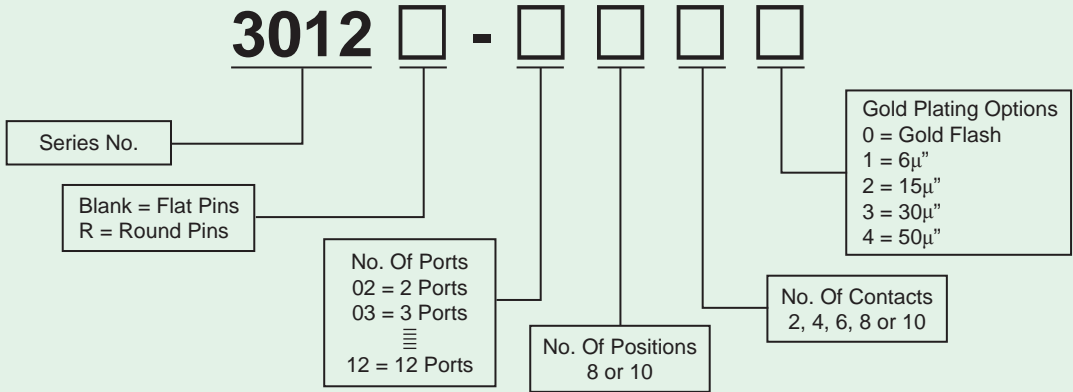 3012 □ - □ □ □ □
Series No.
Blank = Flat Pins
R = Round Pins
No. Of Ports
02 = 2 Ports
03 = 3 Ports
12 = 12 Ports
No. Of Positions
8 or 10
No. Of Contacts
2, 4, 6, 8 or 10
Gold Plating Options
0 = Gold Flash
1 = 6µ”
2 = 15µ”
3 = 30µ”
4 = 50µ”